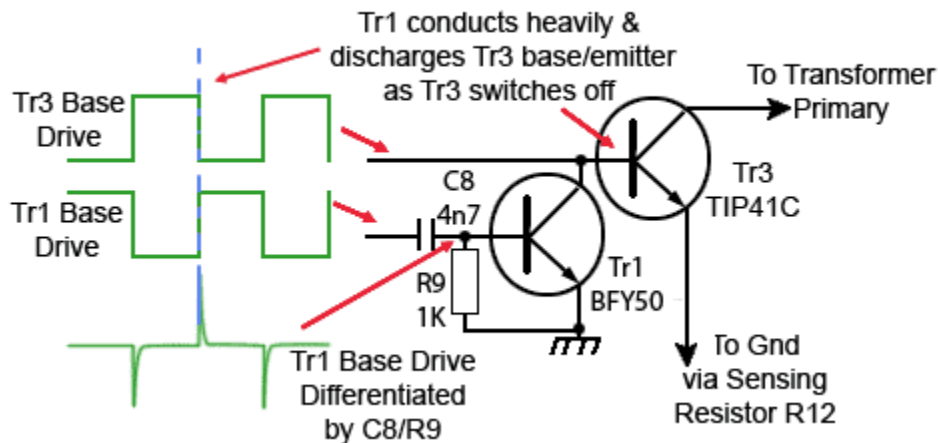 Tr1 conducts heavily &
discharges Tr3 base/emitter
as Tr3 switches off
To Transformer
Primary
Tr3 Base
Drive
C8
4n7
Tr3
TIP41C
Tr1 Base
Drive
R9
1K
Tr1
BFY50
Tr1 Base Drive
Differentiated
by C8/R9
To Gnd
via Sensing
Resistor R12